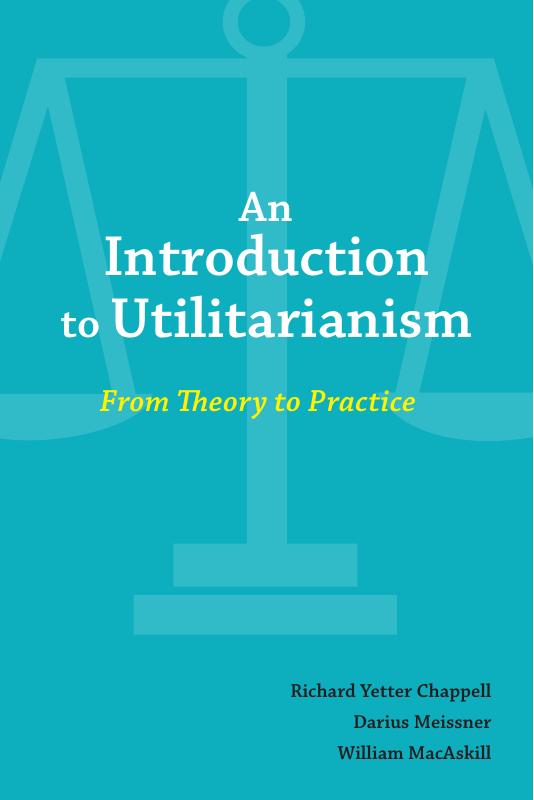 An
Introduction
to Utilitarianism
From Theory to Practice
Richard Yetter Chappell
Darius Meissner
William MacAskill